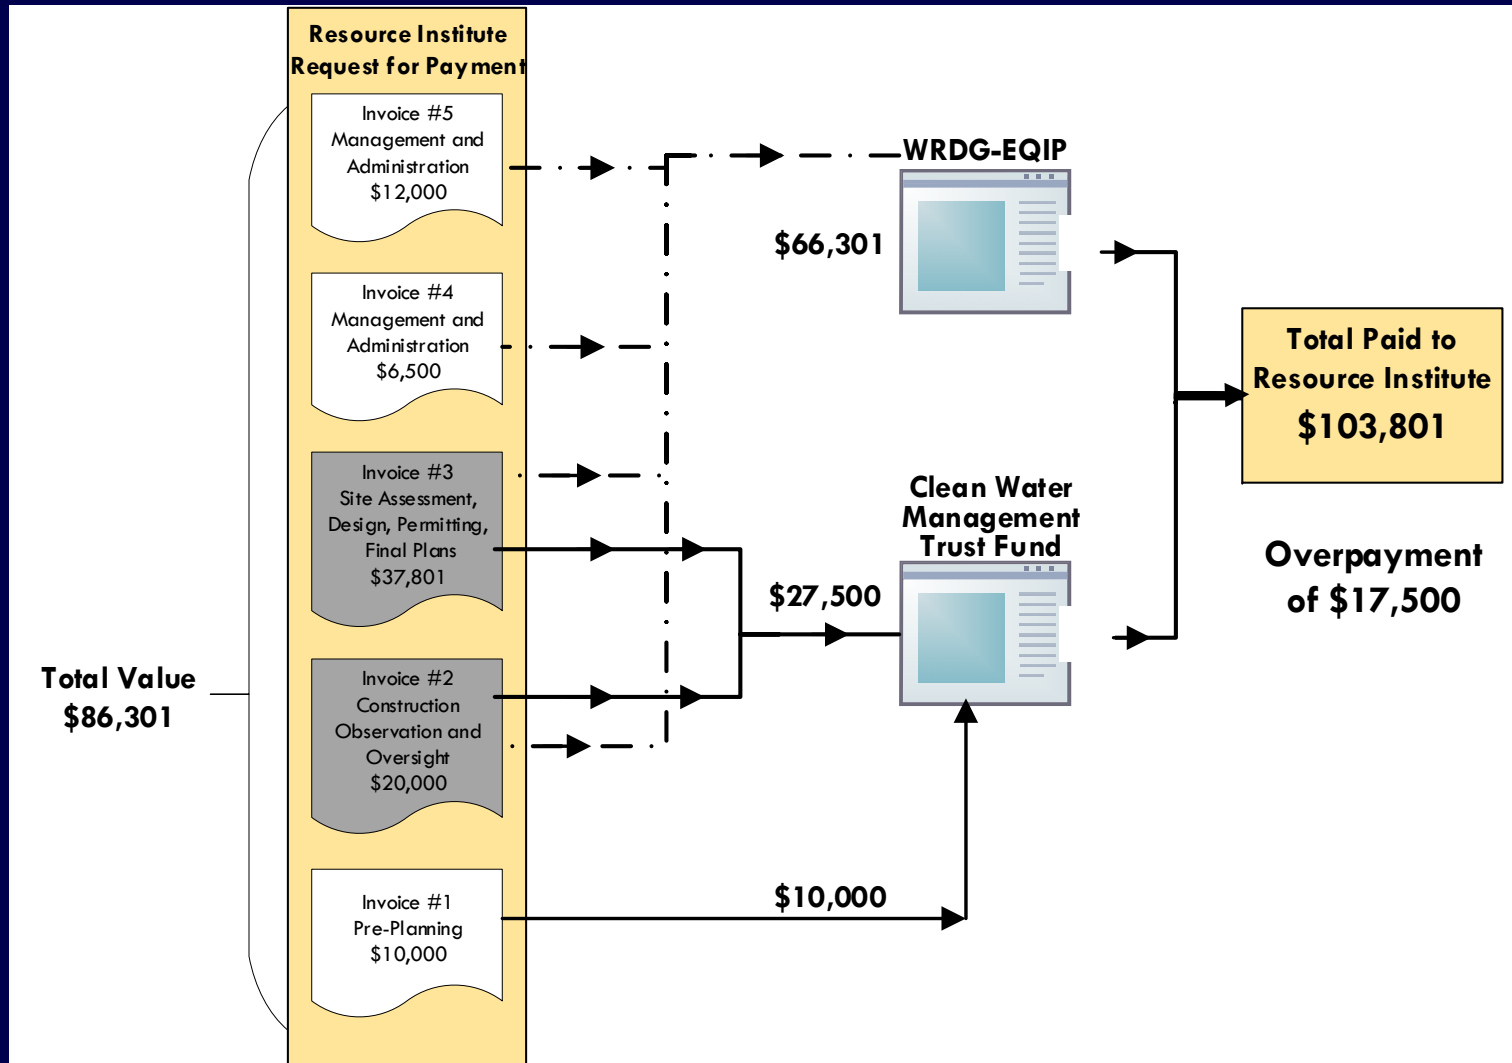 Resource Institute
Request for Payment
Invoice #5
Management and
Administration
$12,000
Invoice #4
Management and
Administration
$6,500
Invoice #3
Site Assessment,
Design, Permitting,
Final Plans
$37,801
Invoice #2
Construction
Observation and
Oversight
$20,000
Invoice #1
Pre-Planning
$10,000
Total Value
$86,301
WRDG-EQIP
$66,301
Clean Water
Management
Trust Fund
$27,500
$10,000
Total Paid to
Resource Institute
$103,801
Overpayment
of $17,500